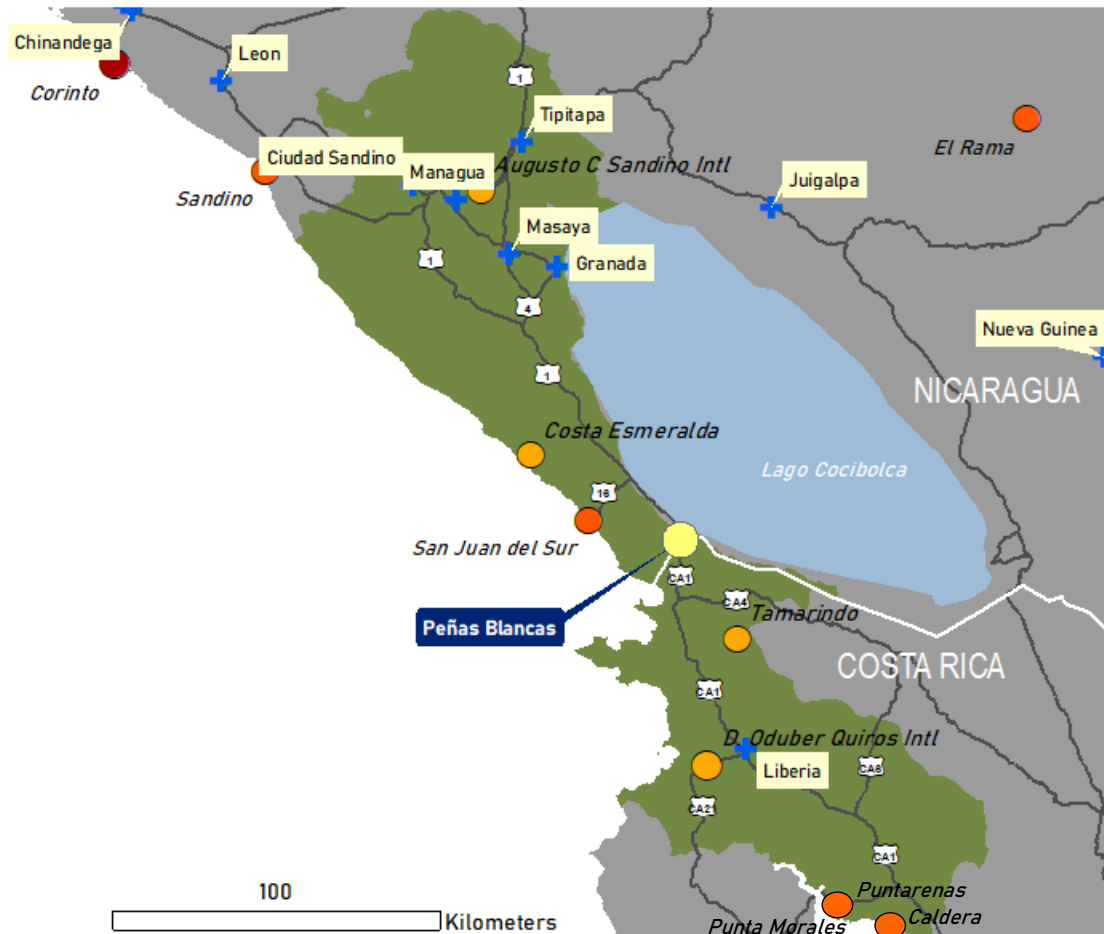 Chinandega
Leon
Corinto
1
Tipitapa
El Rama
Ciudad Sandino
Augusto C Sandino Intl
Managua
Sandino
Juigalpa
Masaya
1
Granada
4
Nueva Guinea
1
NICARAGUA
Costa Esmeralda
Lago Cocibolca
16
San Juan del Sur
CA1
CA4
Tamarindo
Peñas Blancas
COSTA RICA
CA1
D. Oduber Quiros Intl
Liberia
CA6
CA21
CA1
100
Kilometers
Puntarenas
Punta Morales
Caldera